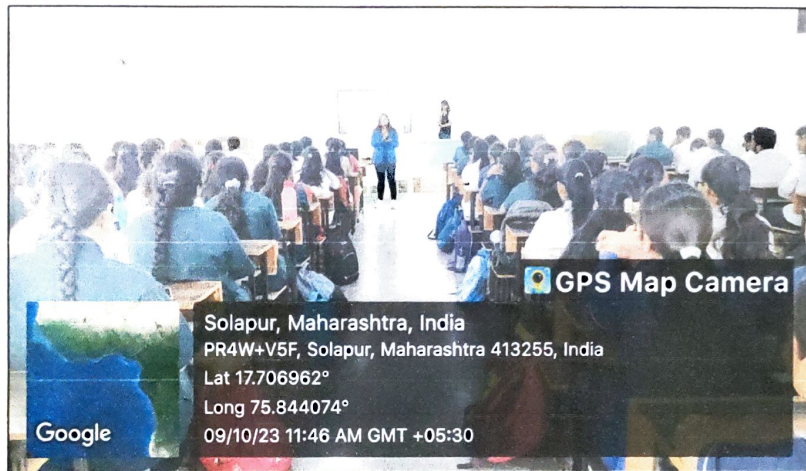 GPS Map Camera
Solapur, Maharashtra, India
PR4W+V5F, Solapur, Maharashtra 413255, India
Lat 17.706962°
Long 75.844074°
09/10/23 11:46 AM GMT +05:30
Google